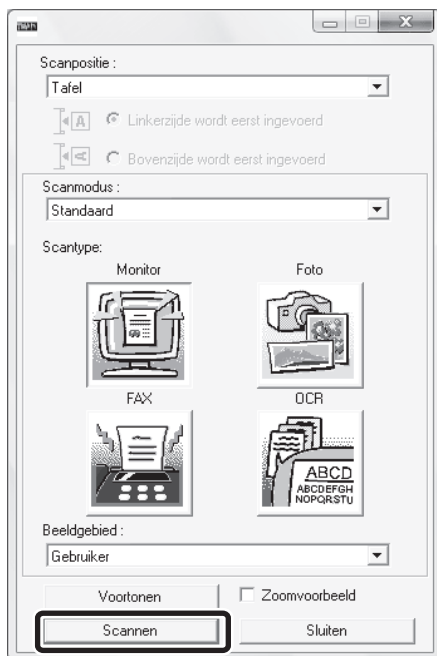 Scanpositie :
Tafel
A Linkerzijde wordt eerst ingevoerd
A Bovenzijde wordt eerst ingevoerd
Scanmodus :
Standaard
Scantype:
Monitor Foto
FAX OCR
ABCD
ABCDEFGH
NOPQRSTU
Beeldgebied :
Gebruiker
Voortonen Zoomvoorbeeld
Scannen Sluiten